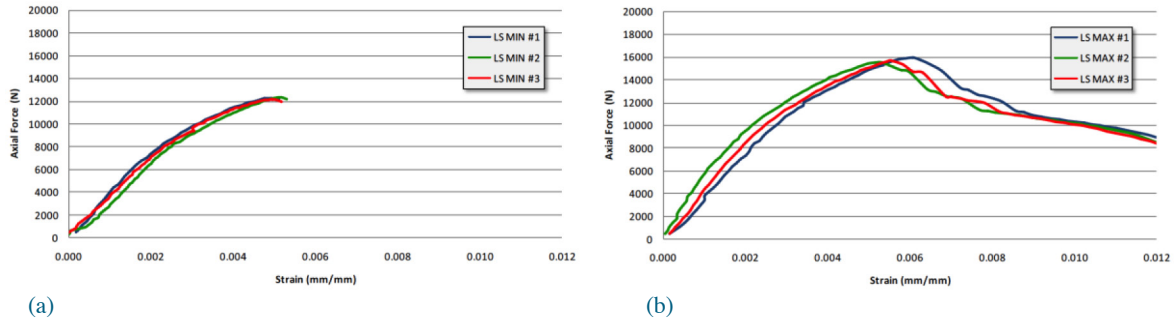 20000
18000
16000
14000
12000
10000
8000
6000
4000
2000
0
Axial Force (N)
LS MIN #1
LS MIN #2
LS MIN #3
0.000 0.002 0.004 0.006 0.008 0.010 0.012
Strain (mm/mm)
(a)
20000
18000
16000
14000
12000
10000
8000
6000
4000
2000
0
Axial Force (N)
LS MAX #1
LS MAX #2
LS MAX #3
0.000 0.002 0.004 0.006 0.008 0.010 0.012
Strain (mm/mm)
(b)